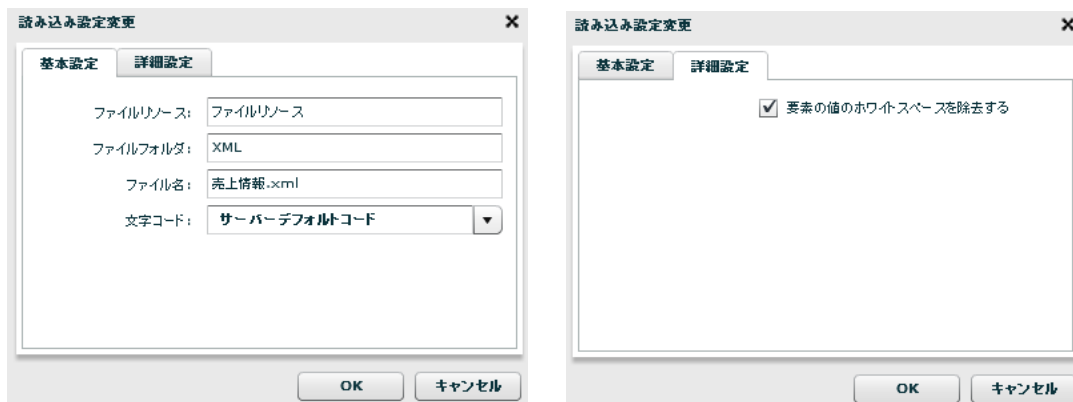 読み込み設定変更
基本設定 詳細設定
ファイルリソース: ファイルリソース
ファイルフォルダ: XML
ファイル名: 売上情報.xml
文字コード: サーバーデフォルトコード
OK キャンセル
読み込み設定変更
基本設定 詳細設定
要素の値のホワイトスペースを除去する
OK キャンセル